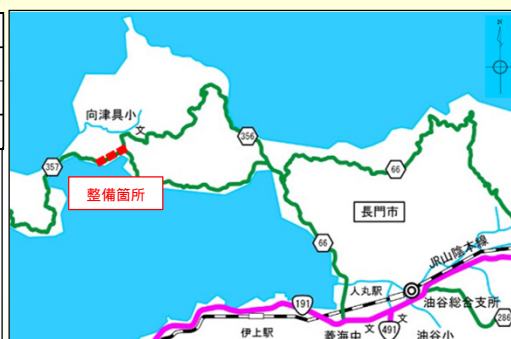 N
向津具小
文
356
357
66
整備箇所
長門市
66
JR山陰本線
人丸駅
油谷総合支所
191
286
伊上駅
菱海中
文
491
文
油谷小